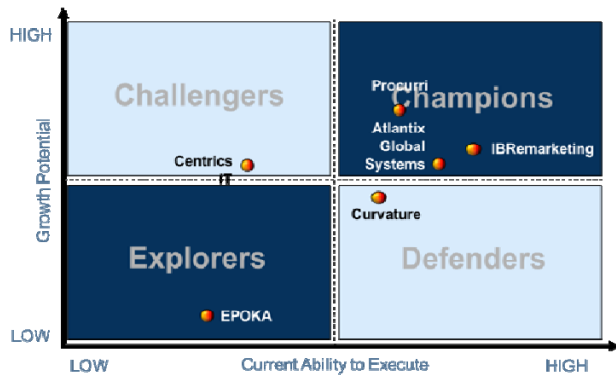 HIGH
Procurri
Challengers
Champions
Atlantix
Global
Systems
IBRemarketing
Centrics
IT
Growth Potential
Curvature
Explorers
Defenders
EPOKA
LOW
LOW
Current Ability to Execute
HIGH